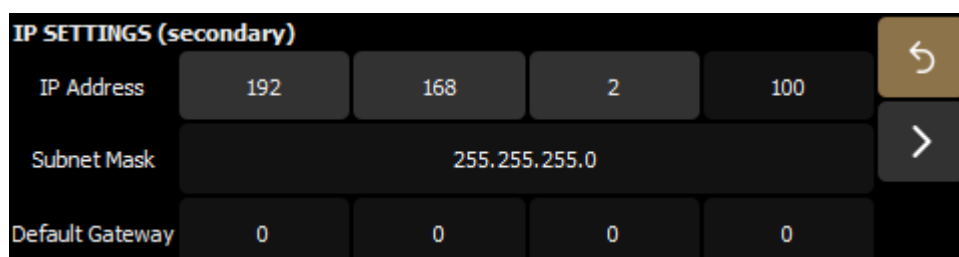 IP SETTINGS (secondary)
IP Address 192 168 2 100
Subnet Mask 255.255.255.0
Default Gateway 0 0 0 0